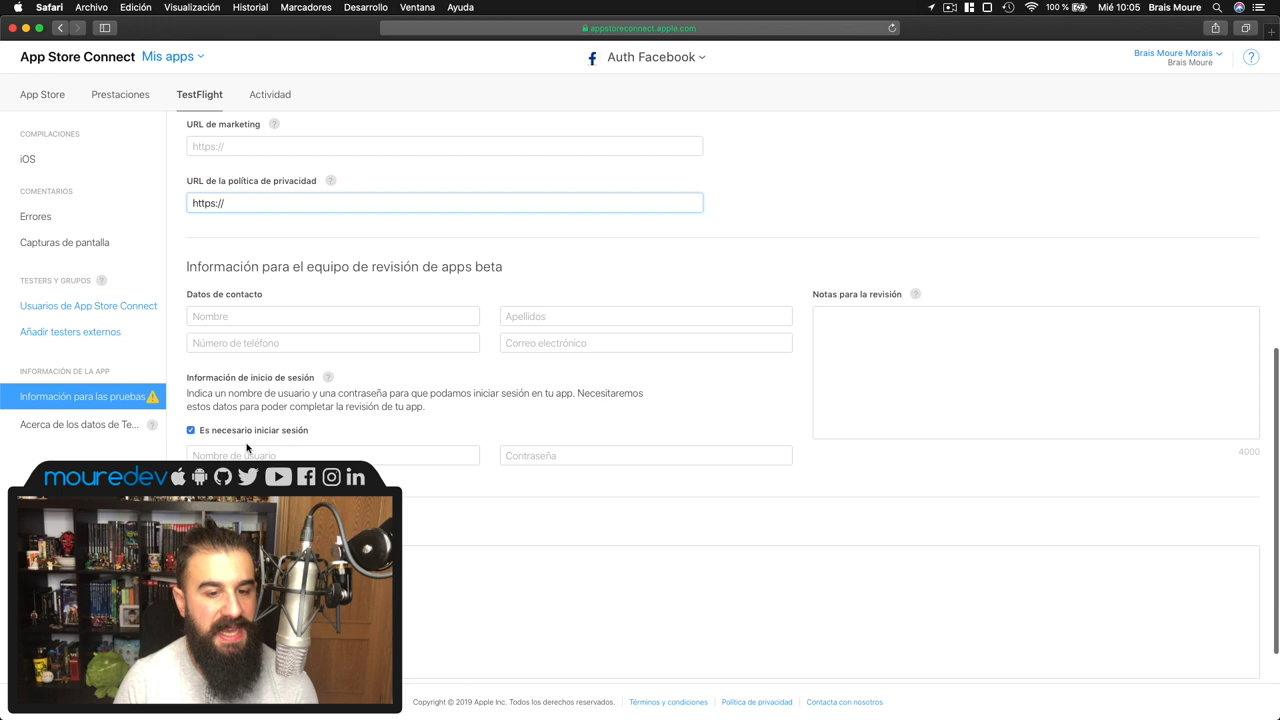 Safari Archivo Edición Visualización Historial Marcadores Desarrollo Ventana Ayuda
100% Mié 10:05 Brais Moure
appstoreconnect.apple.com
App Store Connect Mis apps
Auth Facebook
Brais Moure Morais
Brais Moure
?
App Store Prestaciones TestFlight Actividad
COMPILACIONES
iOS
COMENTARIOS
Errores
Capturas de pantalla
TESTERS Y GRUPOS ?
Usuarios de App Store Connect
Añadir testers externos
INFORMACIÓN DE LA APP
Información para las pruebas
Acerca de los datos de Te... ?
URL de marketing ?
https://
URL de la política de privacidad ?
https://
Información para el equipo de revisión de apps beta
Datos de contacto
Nombre
Apellidos
Número de teléfono
Correo electrónico
Notas para la revisión ?
4000
Información de inicio de sesión ?
Indica un nombre de usuario y una contraseña para que podamos iniciar sesión en tu app. Necesitaremos
estos datos para poder completar la revisión de tu app.
Es necesario iniciar sesión
Nombre de usuario
Contraseña
mouredev
Copyright © 2019 Apple Inc. Todos los derechos reservados. Términos y condiciones Política de privacidad Contacta con nosotros